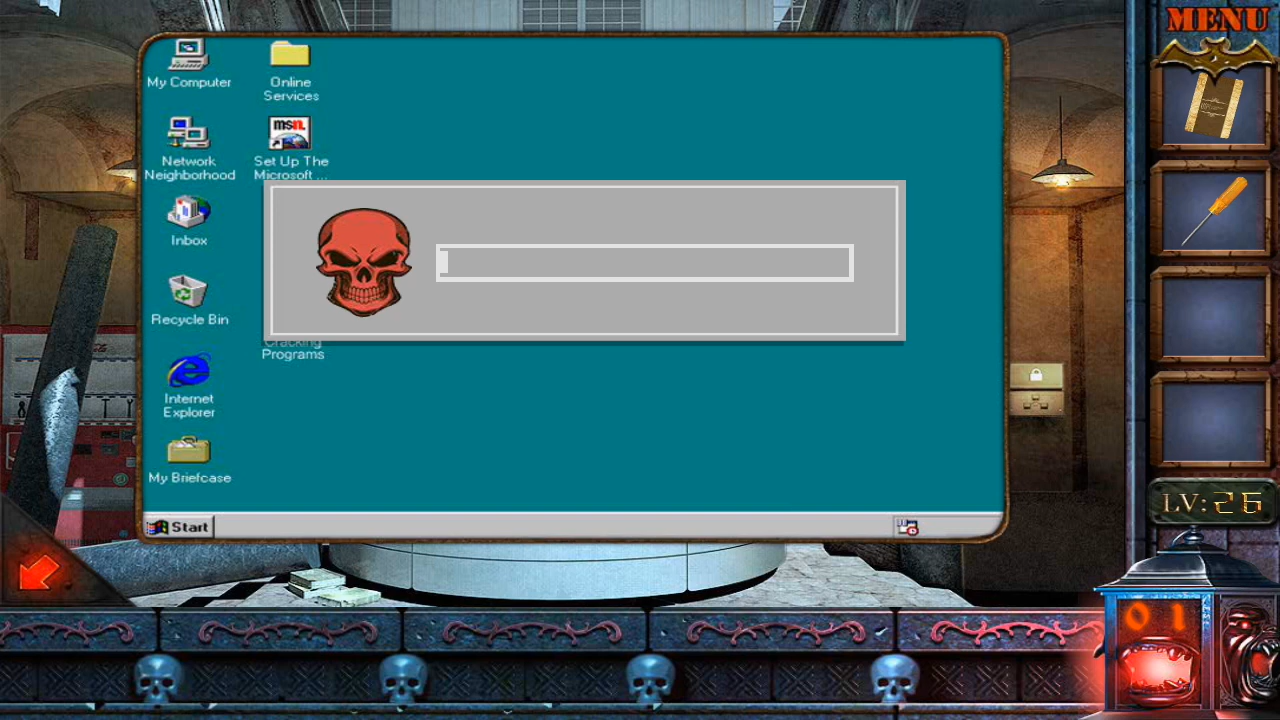 MENU
My Computer
Online
Services
msn.
Network
Neighborhood
Set Up The
Microsoft ...
Inbox
Recycle Bin
Cracking
Programs
Internet
Explorer
My Briefcase
Start
LV: 26
01